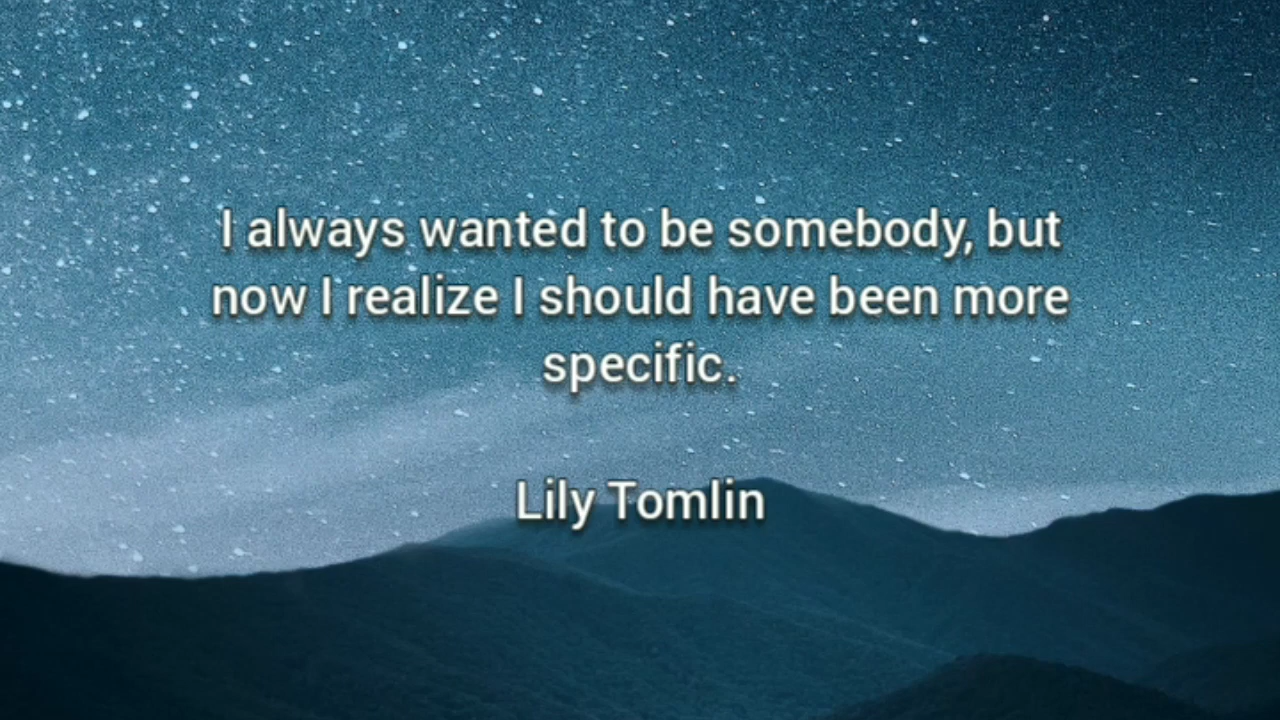 I always wanted to be somebody, but
now I realize I should have been more
specific.
Lily Tomlin